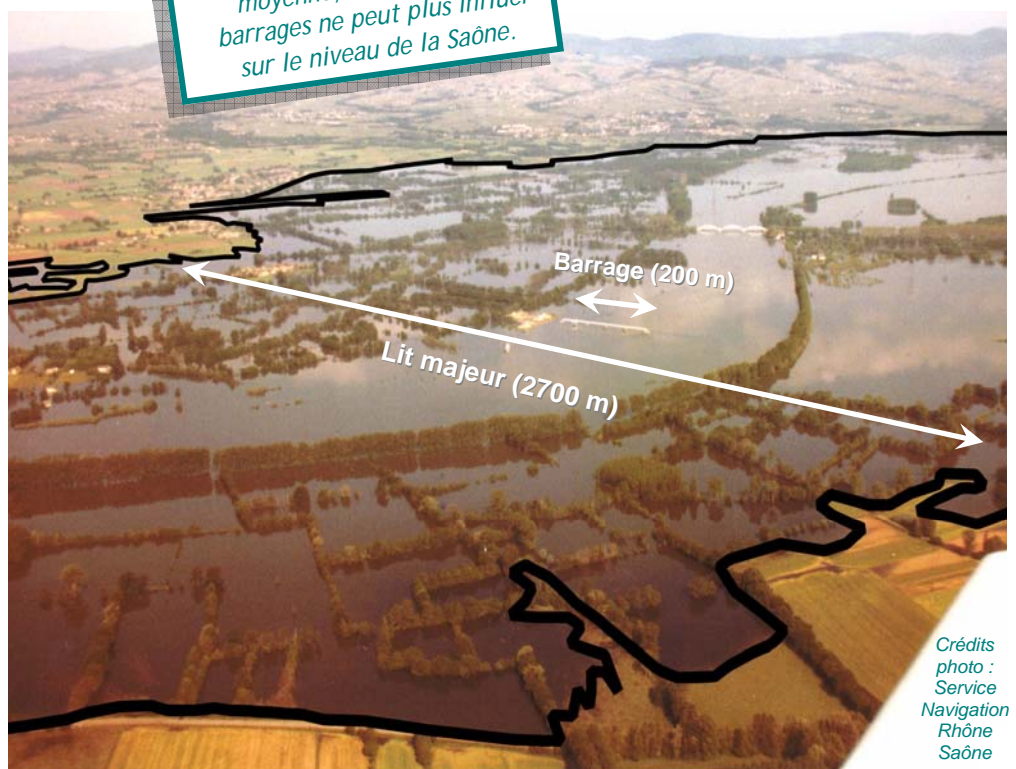 barrages ne peut plus influer
sur le niveau de la Saône.
Barrage (200 m)
Lit majeur (2700 m)
Crédits
photo :
Service
Navigation
Rhône
Saône